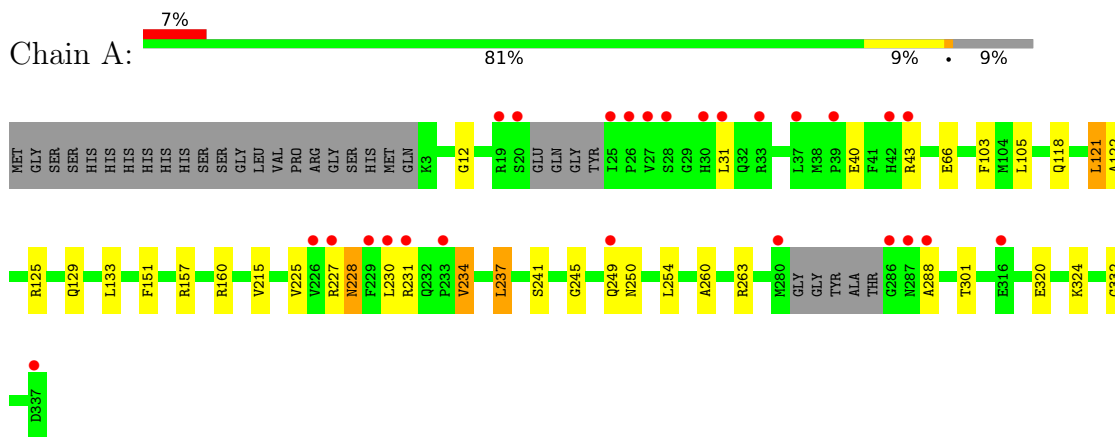 7%
Chain A:
81% 9% • 9%
MET GLY SER SER HIS HIS HIS HIS HIS HIS HIS SER SER GLY LEU VAL PRO ARG GLY SER HIS MET GLN K3 G12 R19 S20 GLU GLN GLY TYR I25 P26 V27 S28 G29 H30 L31 Q32 R33 L37 M38 P39 E40 F41 H42 R43 E66 F103 M104 L105 Q118 L121
R125 Q129 L133 F151 R157 R160 V215 V225 V226 R227 N228 F229 L230 R231 Q232 P233 V234 L237 S241 G245 Q249 N250 L254 A260 R263 M280 GLY GLY TYR ALA THR G286 N287 A288 T301 E316 E320 K324
D337